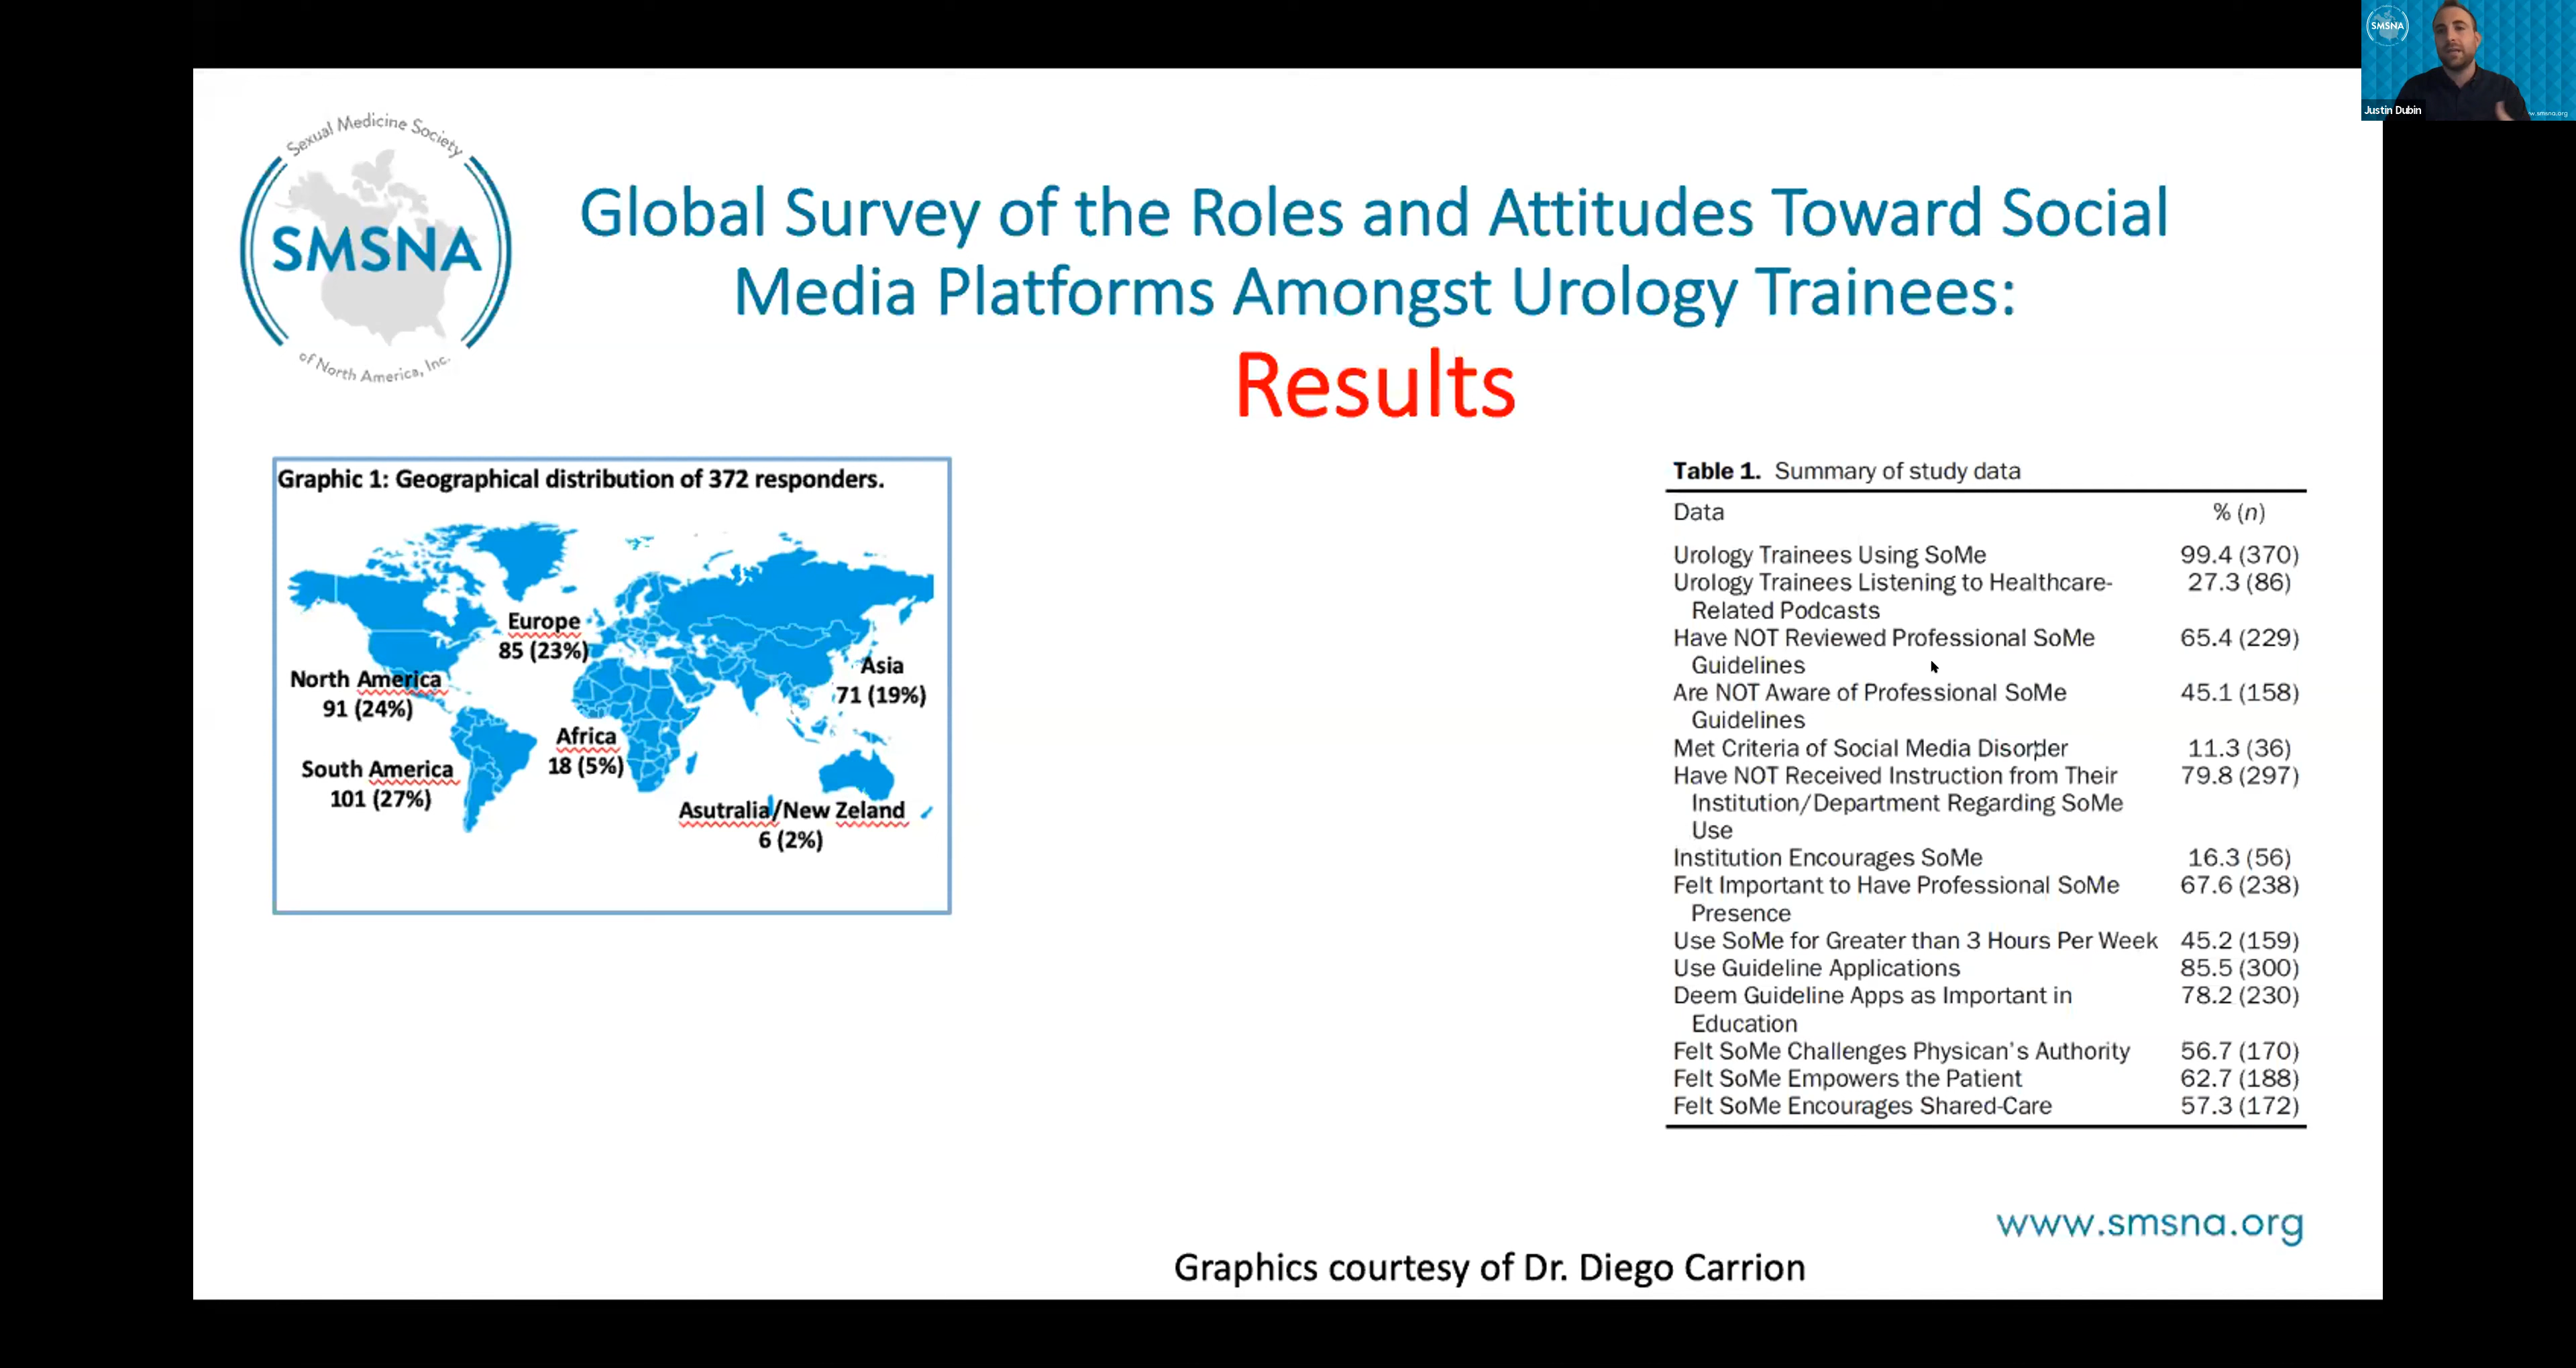 SMSNA
Justin Dubin
w.smsna.org
Sexual Medicine Society
SMSNA
of North America, Inc.
Global Survey of the Roles and Attitudes Toward Social
Media Platforms Amongst Urology Trainees:
Results
Graphic 1: Geographical distribution of 372 responders.
Europe
85 (23%)
Asia
71 (19%)
North America
91 (24%)
Africa
18 (5%)
South America
101 (27%)
Asutralia/New Zeland
6 (2%)
Table 1. Summary of study data
Data % (n)
Urology Trainees Using SoMe 99.4 (370)
Urology Trainees Listening to Healthcare- 27.3 (86)
Related Podcasts
Have NOT Reviewed Professional SoMe 65.4 (229)
Guidelines
Are NOT Aware of Professional SoMe 45.1 (158)
Guidelines
Met Criteria of Social Media Disorder 11.3 (36)
Have NOT Received Instruction from Their 79.8 (297)
Institution/Department Regarding SoMe
Use
Institution Encourages SoMe 16.3 (56)
Felt Important to Have Professional SoMe 67.6 (238)
Presence
Use SoMe for Greater than 3 Hours Per Week 45.2 (159)
Use Guideline Applications 85.5 (300)
Deem Guideline Apps as Important in 78.2 (230)
Education
Felt SoMe Challenges Physican's Authority 56.7 (170)
Felt SoMe Empowers the Patient 62.7 (188)
Felt SoMe Encourages Shared-Care 57.3 (172)
www.smsna.org
Graphics courtesy of Dr. Diego Carrion